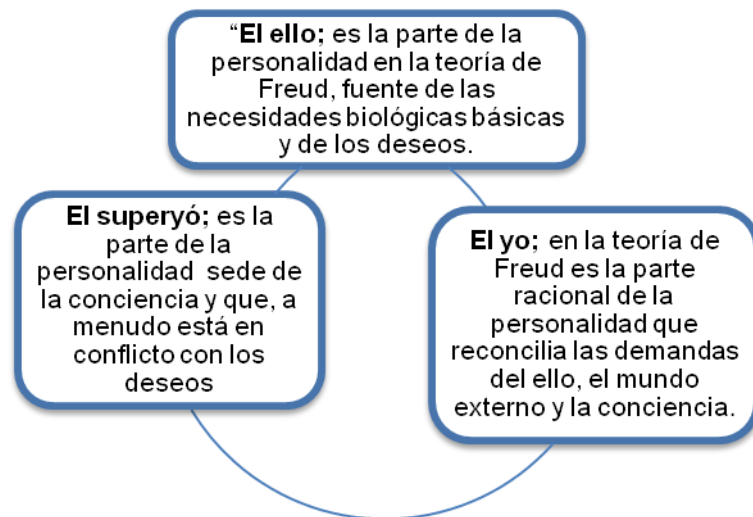 “El ello; es la parte de la
personalidad en la teoría de
Freud, fuente de las
necesidades biológicas básicas
y de los deseos.
El superyó; es la
parte de la
personalidad sede de
la conciencia y que, a
menudo está en
conflicto con los
deseos
El yo; en la teoría de
Freud es la parte
racional de la
personalidad que
reconcilia las demandas
del ello, el mundo
externo y la conciencia.